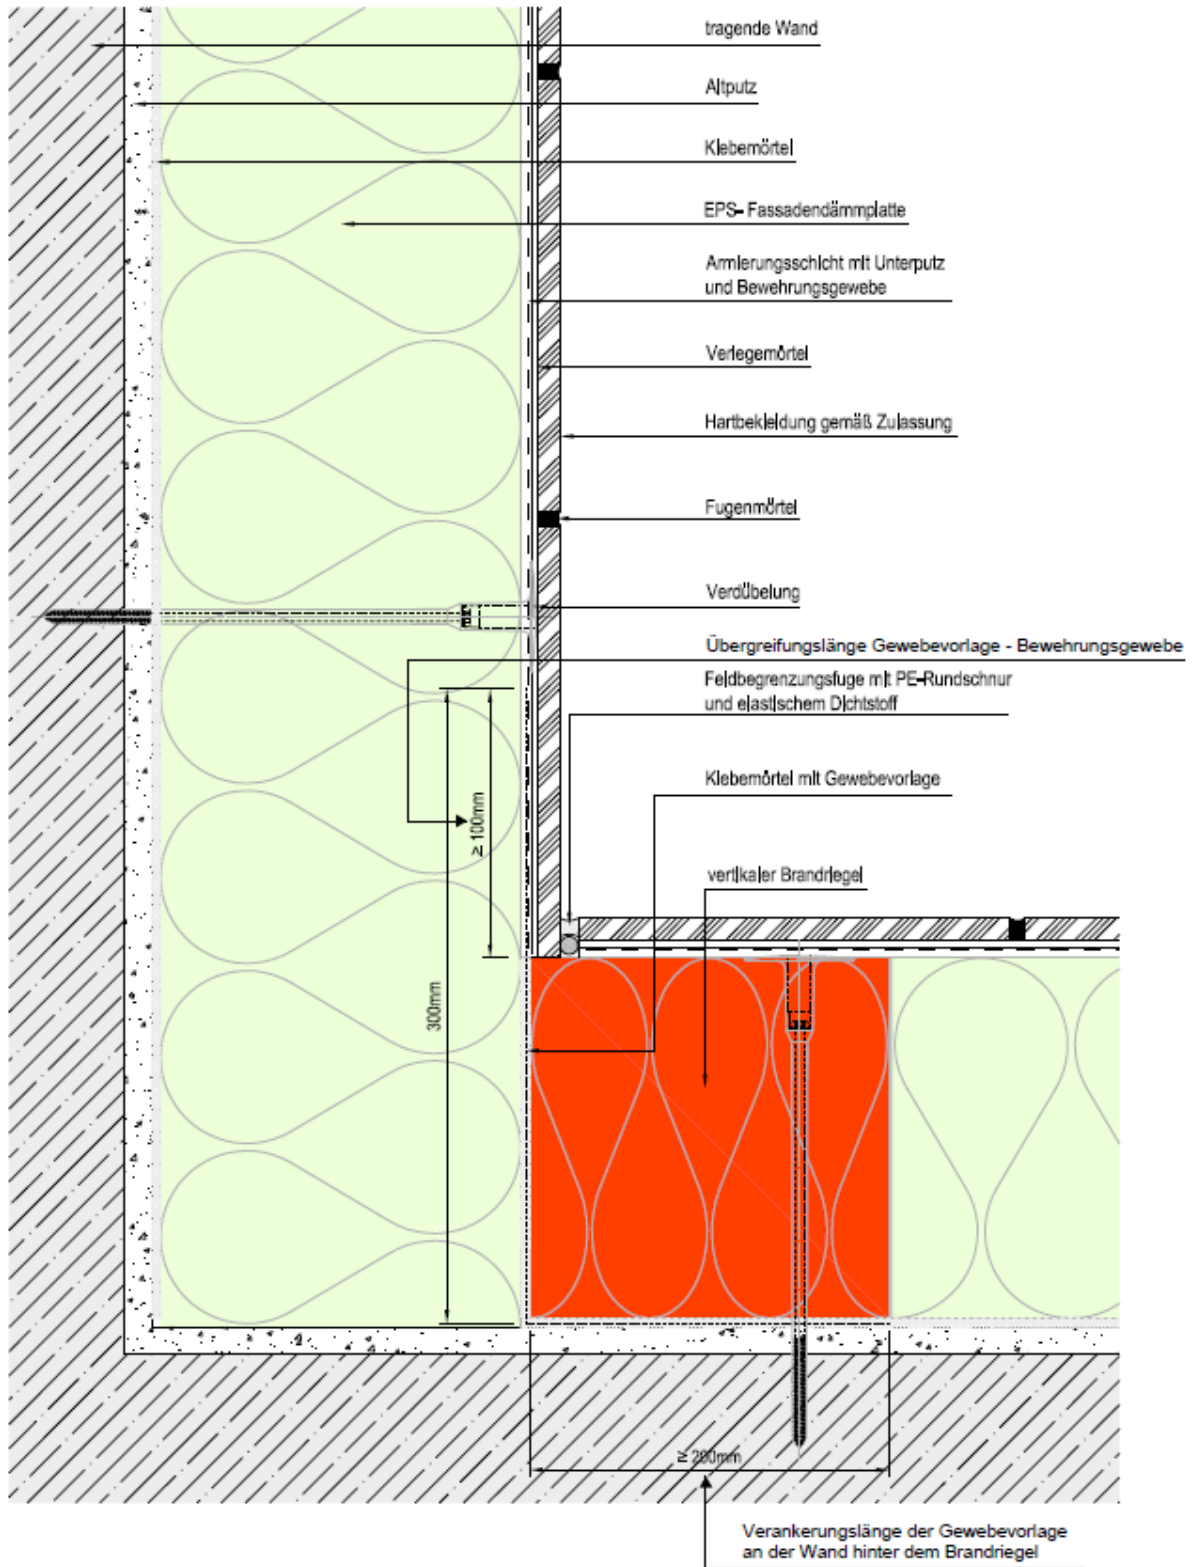 tragende Wand
Altputz
Klebemörtel
EPS- Fassadendämmplatte
Armierungsschicht mit Unterputz
und Bewehrungsgewebe
Verlegemörtel
Hartbekleidung gemäß Zulassung
Fugenmörtel
Verdübelung
Übergreifungslänge Gewebevorlage - Bewehrungsgewebe
Feldbegrenzungsfuge mit PE-Rundschnur
und elastischem Dichtstoff
Klebemörtel mit Gewebevorlage
≥ 100mm
vertikaler Brandriegel
300mm
≥ 200mm
Verankerungslänge der Gewebevorlage
an der Wand hinter dem Brandriegel